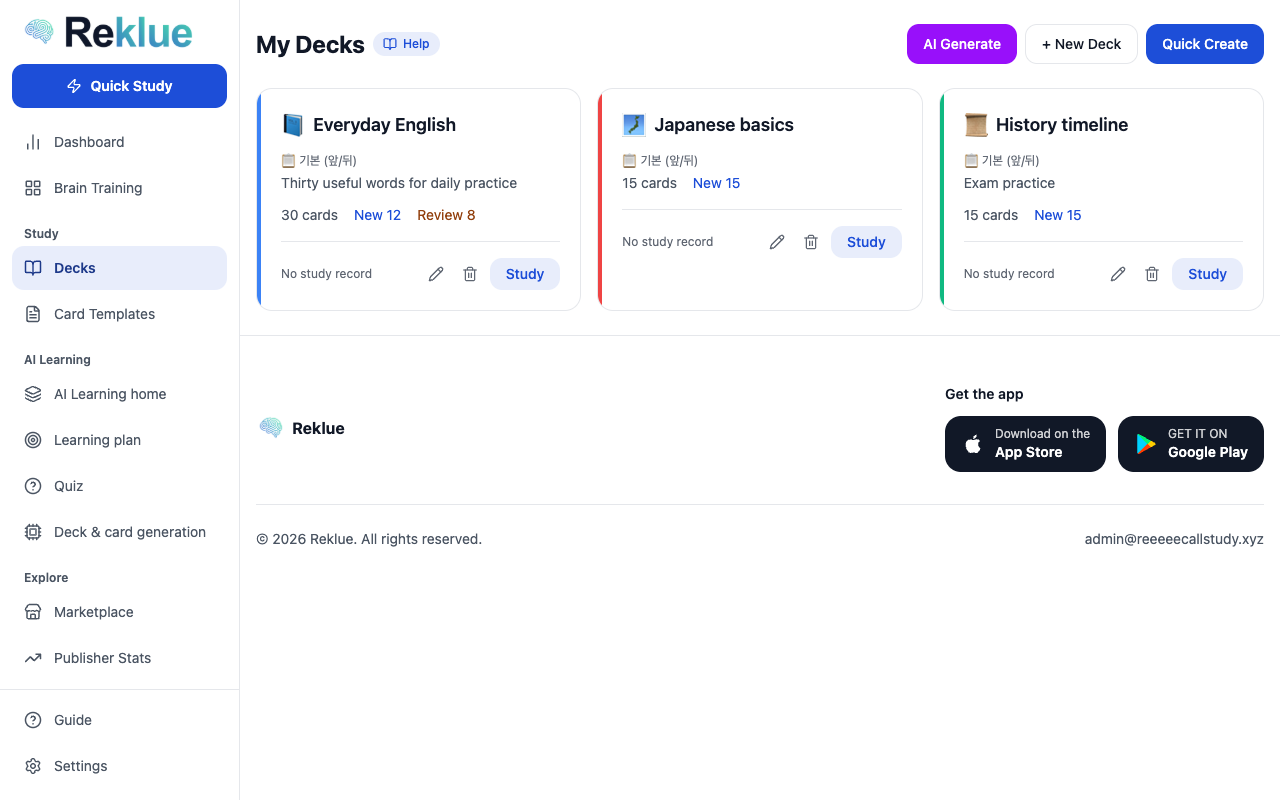 Reklue
Quick Study
Dashboard
Brain Training
Study
Decks
Card Templates
AI Learning
AI Learning home
Learning plan
Quiz
Deck & card generation
Explore
Marketplace
Publisher Stats
Guide
Settings
My Decks
Help
AI Generate
+ New Deck
Quick Create
Everyday English
기본 (앞/뒤)
Thirty useful words for daily practice
30 cards New 12 Review 8
No study record
Study
Japanese basics
기본 (앞/뒤)
15 cards New 15
No study record
Study
History timeline
기본 (앞/뒤)
Exam practice
15 cards New 15
No study record
Study
Reklue
Get the app
Download on the
App Store
GET IT ON
Google Play
© 2026 Reklue. All rights reserved.
admin@reeeeecallstudy.xyz